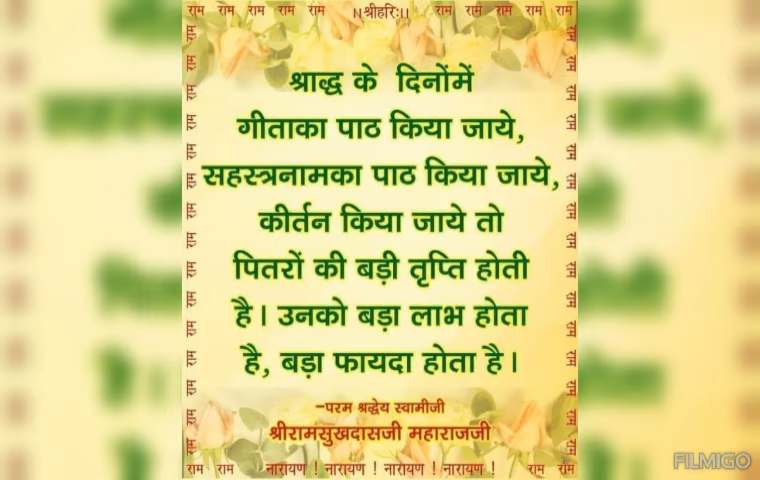 राम राम राम राम राम ।।श्रीहरिः।। राम राम राम राम राम
श्राद्ध के दिनोंमें
गीताका पाठ किया जाये,
सहस्त्रनामका पाठ किया जाये,
कीर्तन किया जाये तो
पितरों की बड़ी तृप्ति होती
है। उनको बड़ा लाभ होता
है, बड़ा फायदा होता है।
-परम श्रद्धेय स्वामीजी
श्रीरामसुखदासजी महाराजजी
राम राम नारायण ! नारायण ! नारायण ! नारायण ! राम राम
FILMIGO